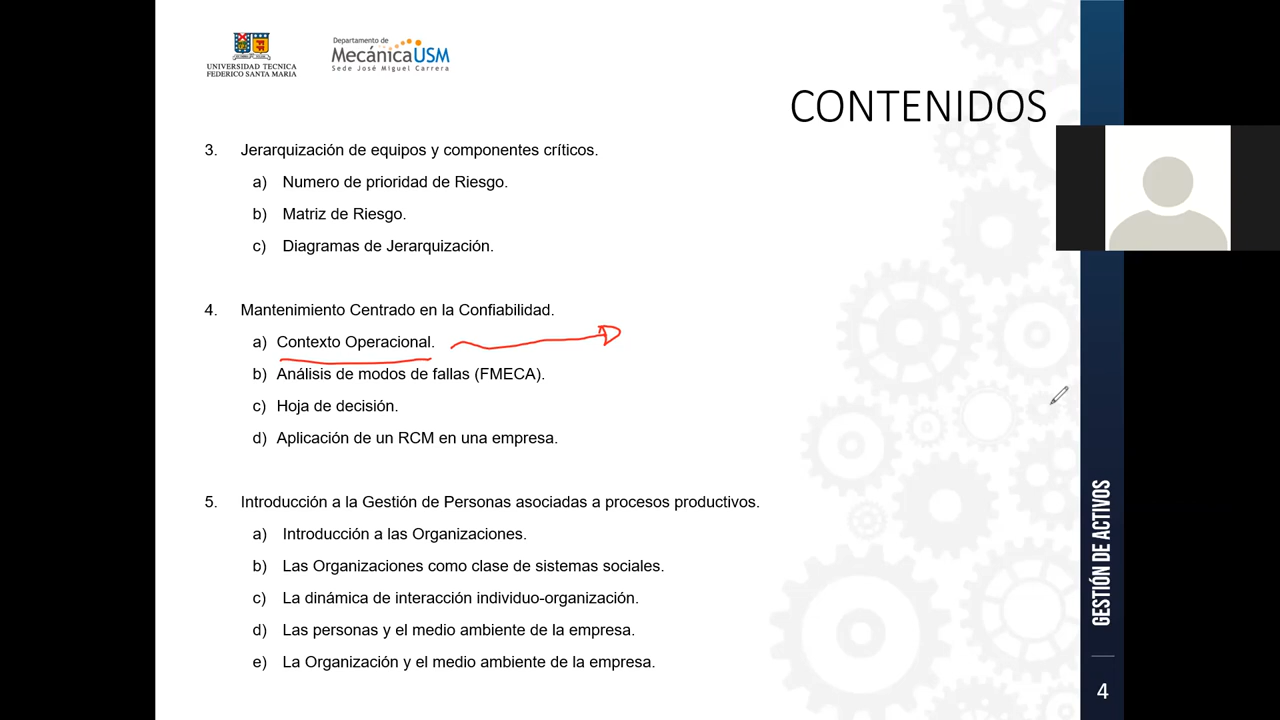 UNIVERSIDAD TECNICA
FEDERICO SANTA MARIA
Departamento de
MecánicaUSM
Sede José Miguel Carrera
CONTENIDOS
3. Jerarquización de equipos y componentes críticos.
a) Numero de prioridad de Riesgo.
b) Matriz de Riesgo.
c) Diagramas de Jerarquización.
4. Mantenimiento Centrado en la Confiabilidad.
a) Contexto Operacional.
b) Análisis de modos de fallas (FMECA).
c) Hoja de decisión.
d) Aplicación de un RCM en una empresa.
5. Introducción a la Gestión de Personas asociadas a procesos productivos.
a) Introducción a las Organizaciones.
b) Las Organizaciones como clase de sistemas sociales.
c) La dinámica de interacción individuo-organización.
d) Las personas y el medio ambiente de la empresa.
e) La Organización y el medio ambiente de la empresa.
GESTIÓN DE ACTIVOS
4